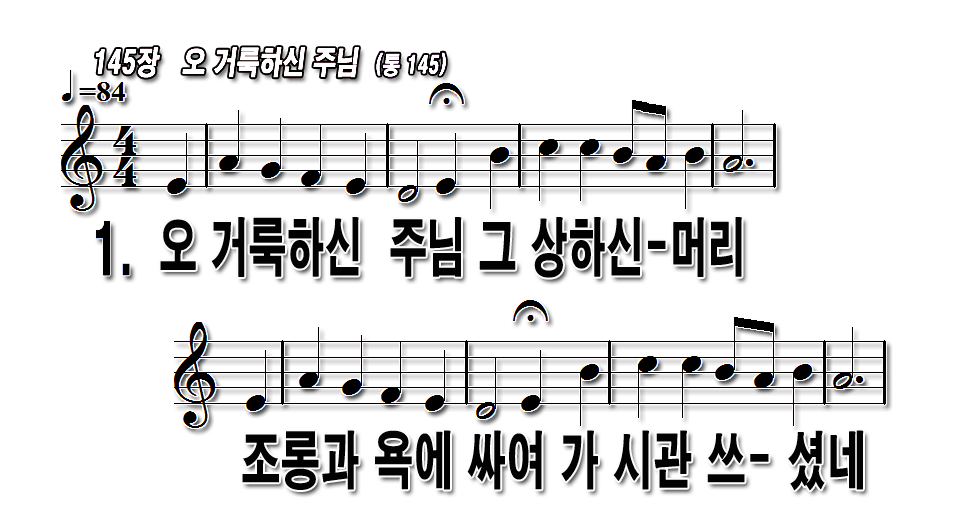 145장 오 거룩하신 주님 (통 145)
♩=84
1. 오 거룩하신 주님 그 상하신-머리
조롱과 욕에 싸여 가 시관 쓰- 셨네